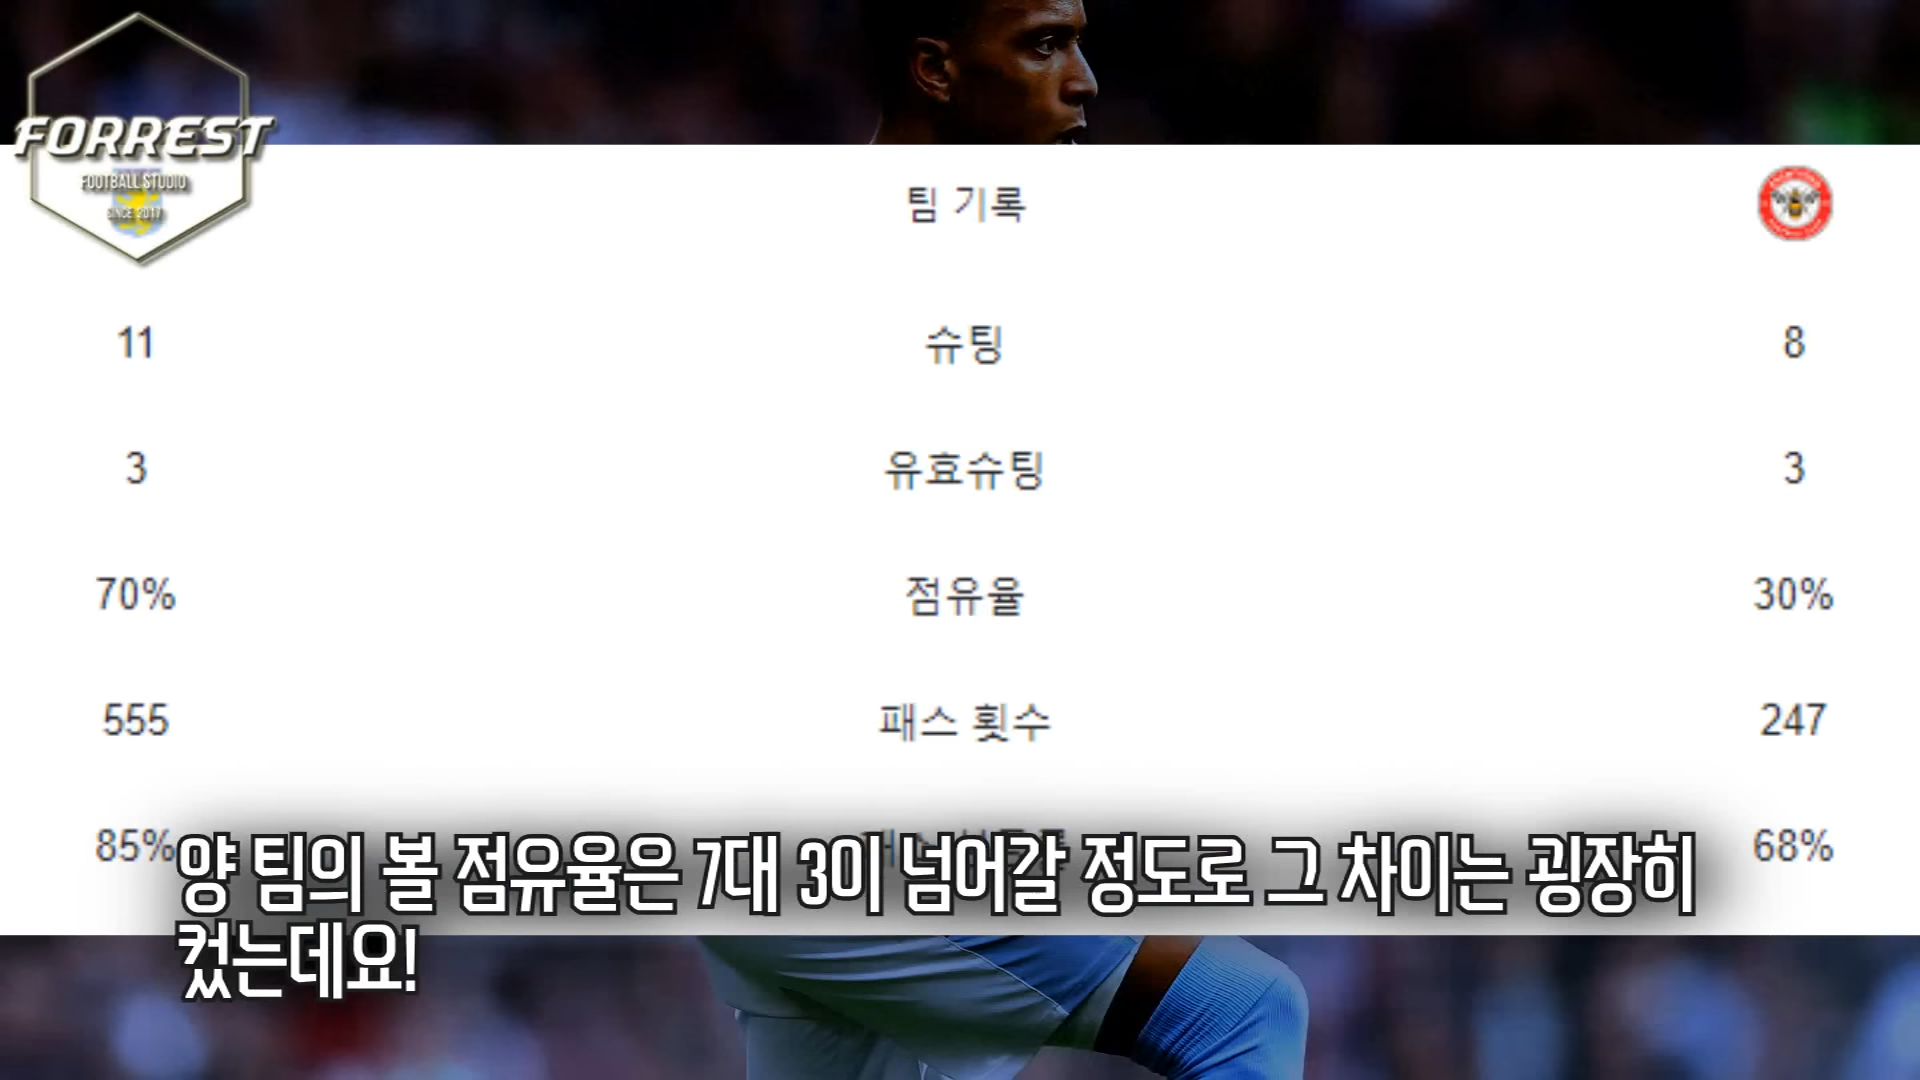 FORREST
FOOTBALL STUDIO
SINCE 2017
팀 기록
11 슈팅 8
3 유효슈팅 3
70% 점유율 30%
555 패스 횟수 247
85% 68%
양 팀의 볼 점유율은 7대 3이 넘어갈 정도로 그 차이는 굉장히
컸는데요!